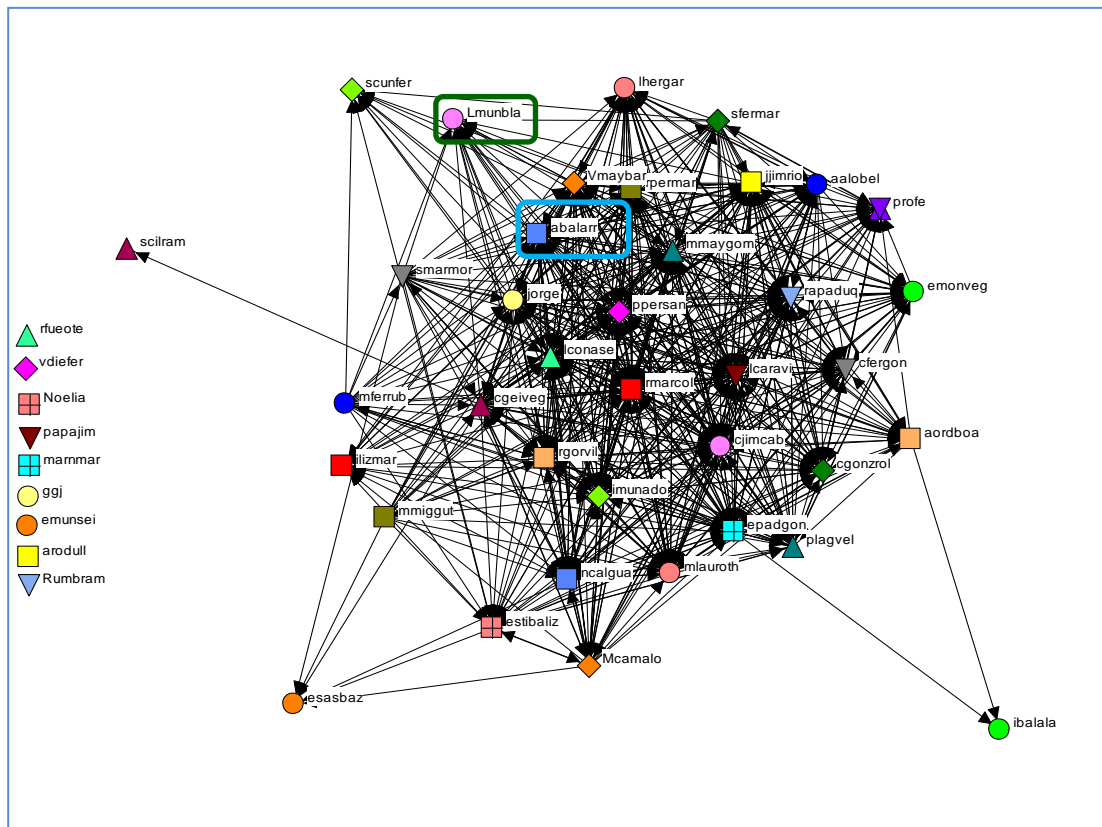 scunfer
lhergar
Lmunbla
sfermar
Vmaybar
rpermar
jjimrio
aalobel
profe
abalarr
scilram
mmaygom
smarmor
jorge
ppersan
rapaduq
emonveg
rfueote
lconase
vdiefer
rmarcol
lcaravi
cfergon
Noelia
mferrub
cgeiveg
papajim
cjimcab
aordboa
marnmar
ilizmar
rgorvil
cgonzrol
ggj
imunador
mmiggut
emunsei
epadgon
plagvel
arodull
ncalgua
mlauroth
Rumbram
estibaliz
Mcamalo
esasbaz
ibalala